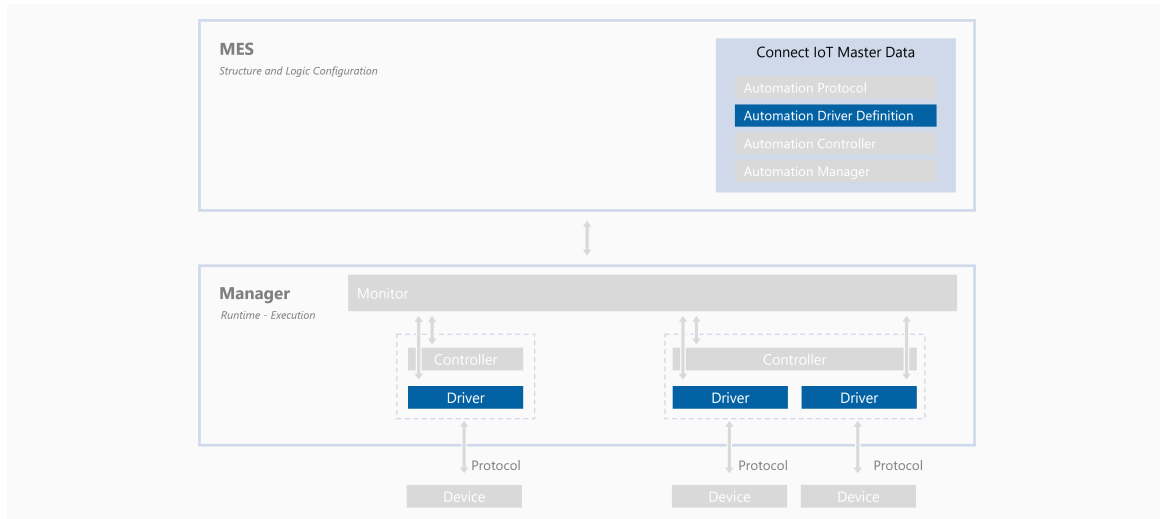 MES
Structure and Logic Configuration
Connect IoT Master Data
Automation Protocol
Automation Driver Definition
Automation Controller
Automation Manager
Manager
Runtime - Execution
Monitor
Controller
Controller
Driver
Driver
Driver
Protocol
Protocol
Protocol
Device
Device
Device